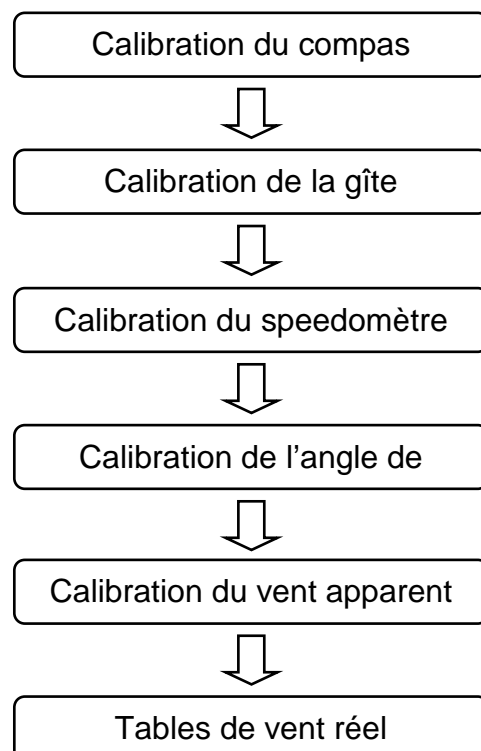 Calibration du compas
Calibration de la gîte
Calibration du speedomètre
Calibration de l’angle de
Calibration du vent apparent
Tables de vent réel